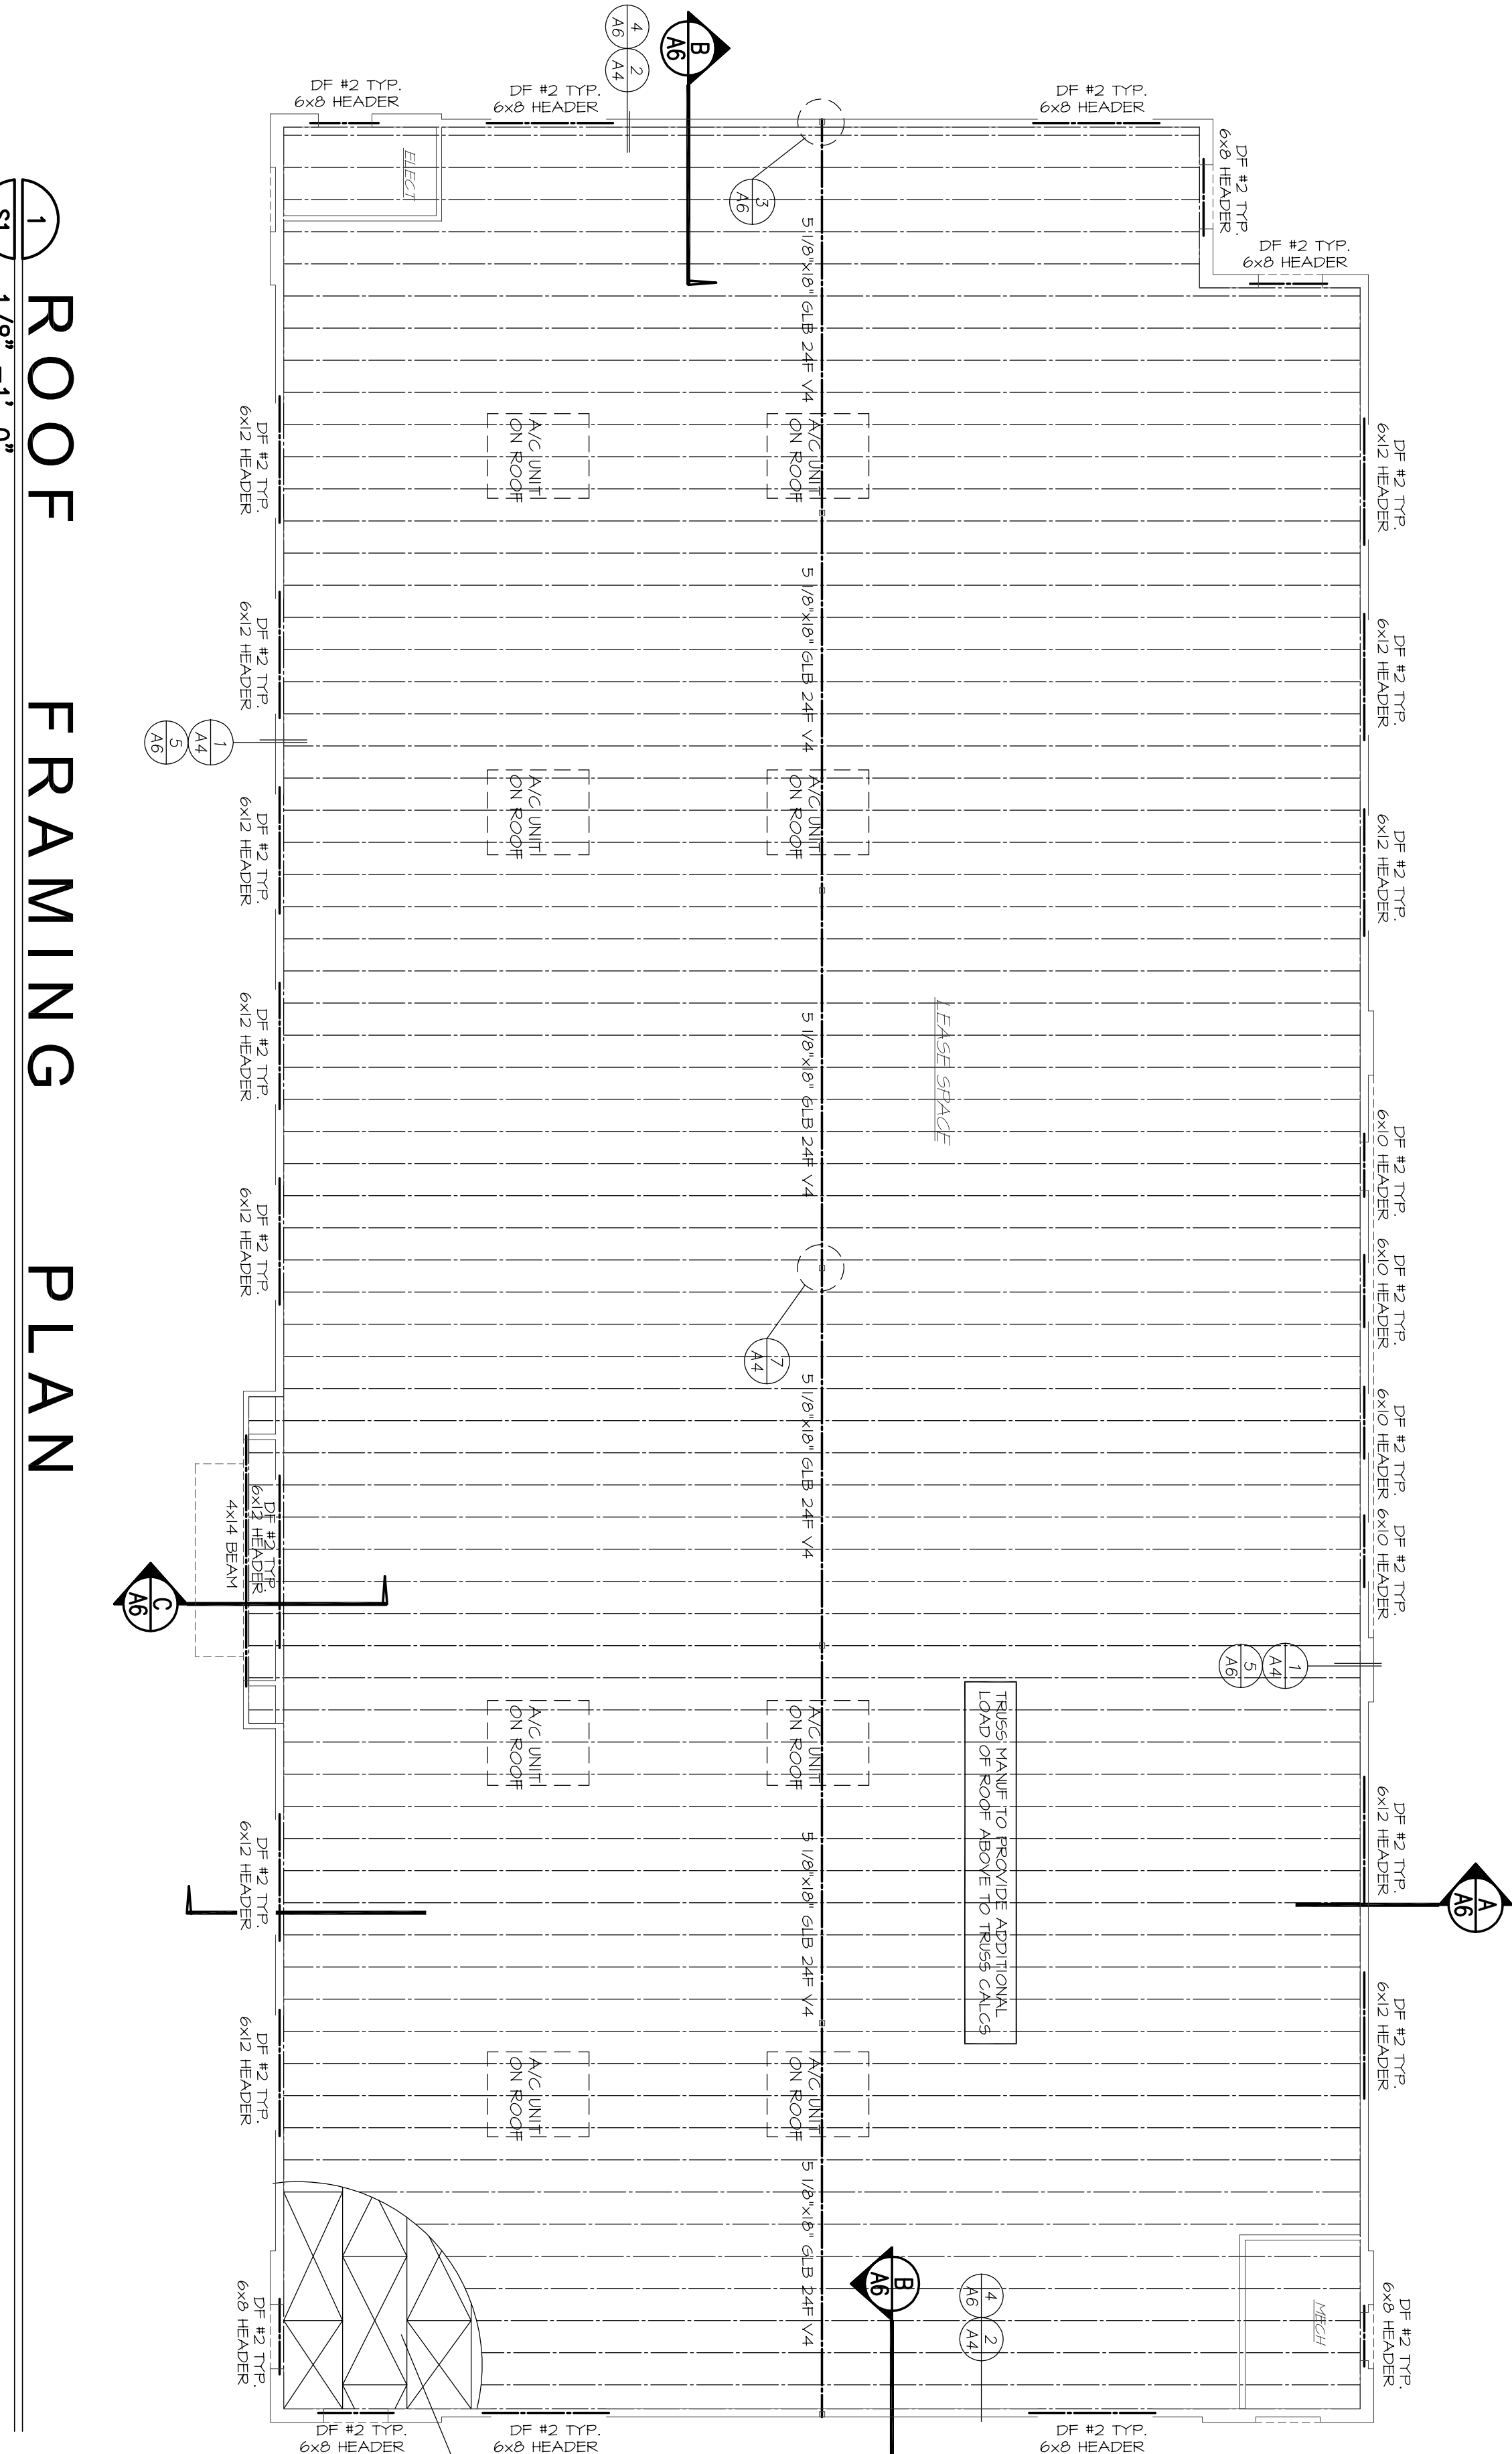 4
A6
2
A4
B
A6
DF #2 TYP.
6x8 HEADER
DF #2 TYP.
6x8 HEADER
DF #2 TYP.
6x8 HEADER
DF #2 TYP.
6x8 HEADER
DF #2 TYP.
6x8 HEADER
ELECT
3
A6
5 1/8"x18" GLB 24F V4
A/C UNIT
ON ROOF
A/C UNIT
ON ROOF
DF #2 TYP.
6x12 HEADER
DF #2 TYP.
6x12 HEADER
5 1/8"x18" GLB 24F V4
DF #2 TYP.
6x12 HEADER
DF #2 TYP.
6x12 HEADER
1
A4
5
A6
A/C UNIT
ON ROOF
A/C UNIT
ON ROOF
DF #2 TYP.
6x12 HEADER
DF #2 TYP.
6x12 HEADER
LEASE SPACE
5 1/8"x18" GLB 24F V4
DF #2 TYP.
6x12 HEADER
DF #2 TYP.
6x10 HEADER
DF #2 TYP.
6x12 HEADER
DF #2 TYP.
6x10 HEADER
7
A4
5 1/8"x18" GLB 24F V4
DF #2 TYP.
6x10 HEADER
DF #2 TYP.
6x10 HEADER
DF #2 TYP.
6x12 HEADER
4x14 BEAM
C
A6
1
A4
5
A6
TRUSS MANUF TO PROVIDE ADDITIONAL
LOAD OF ROOF ABOVE TO TRUSS CALCS
A/C UNIT
ON ROOF
A/C UNIT
ON ROOF
DF #2 TYP.
6x12 HEADER
DF #2 TYP.
6x12 HEADER
A
A6
5 1/8"x18" GLB 24F V4
DF #2 TYP.
6x12 HEADER
DF #2 TYP.
6x12 HEADER
A/C UNIT
ON ROOF
A/C UNIT
ON ROOF
5 1/8"x18" GLB 24F V4
B
A6
4
A6
2
A4
MECH
DF #2 TYP.
6x8 HEADER
DF #2 TYP.
6x8 HEADER
DF #2 TYP.
6x8 HEADER
DF #2 TYP.
6x8 HEADER
DF #2 TYP.
6x8 HEADER
1
ROOF FRAMING PLAN